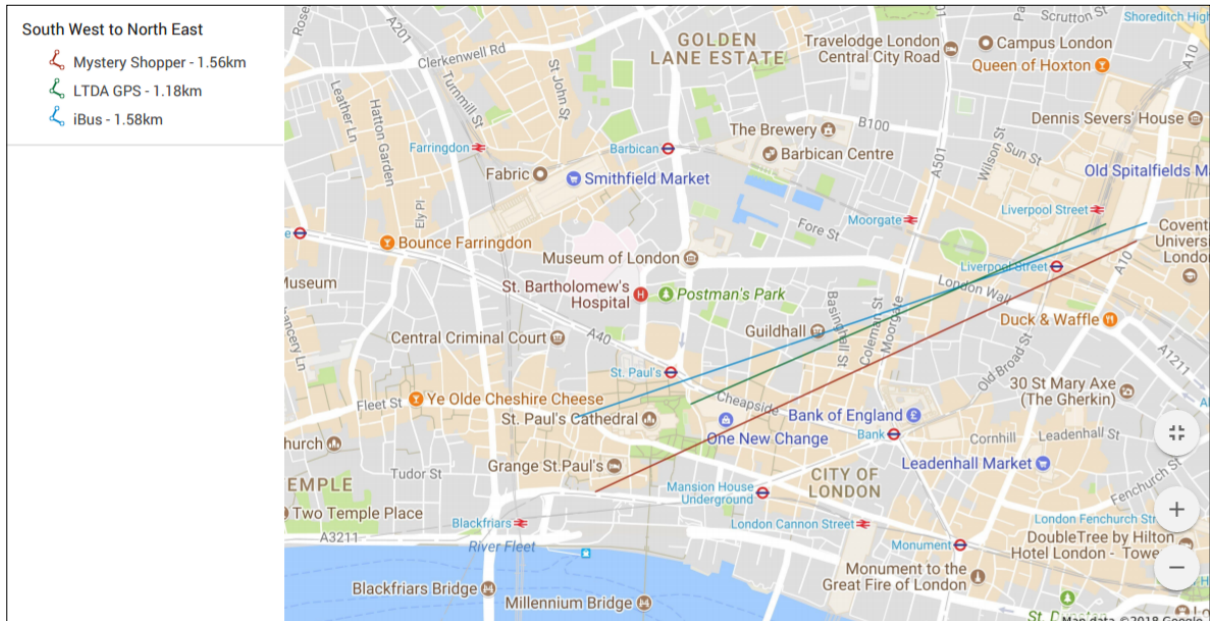 South West to North East
Mystery Shopper - 1.56km
LTDA GPS - 1.18km
iBus - 1.58km
A201
Clerkenwell Rd
GOLDEN
LANE ESTATE
Travelodge London
Central City Road
A501
Scrutton St
Shoreditch High
Campus London
Queen of Hoxton
A10
Leather Ln
Hatton Garden
Turnmill St
St John St
The Brewery
B100
Dennis Severs' House
Farringdon
Barbican
Barbican Centre
Wilson St
Sun St
Fabric
Smithfield Market
Old Spitalfields M
Ely Pl
Moorgate
Liverpool Street
Fore St
Bounce Farringdon
Covent
Univers
London
Museum of London
A10
Liverpool Street
London Wall
Museum
St. Bartholomew's
Hospital
Postman's Park
Basinghall St
Coleman St
Moorgate
Guildhall
Duck & Waffle
Central Criminal Court
A40
Old Broad St
A1211
St. Paul's
30 St Mary Axe
(The Gherkin)
Fleet St
Ye Olde Cheshire Cheese
Cheapside
St. Paul's Cathedral
Bank of England
One New Change
Bank
Cornhill
Leadenhall St
hurch
Tudor St
Grange St.Paul's
CITY OF
LONDON
Leadenhall Market
Fenchurch St
EMPLE
Mansion House
Underground
Two Temple Place
Blackfriars
London Cannon Street
London Fenchurch Str
A3211
River Fleet
Monument
DoubleTree by Hilton
Hotel London - Towe
Blackfriars Bridge
Millennium Bridge
Monument to the
Great Fire of London
Map data ©2018 Google